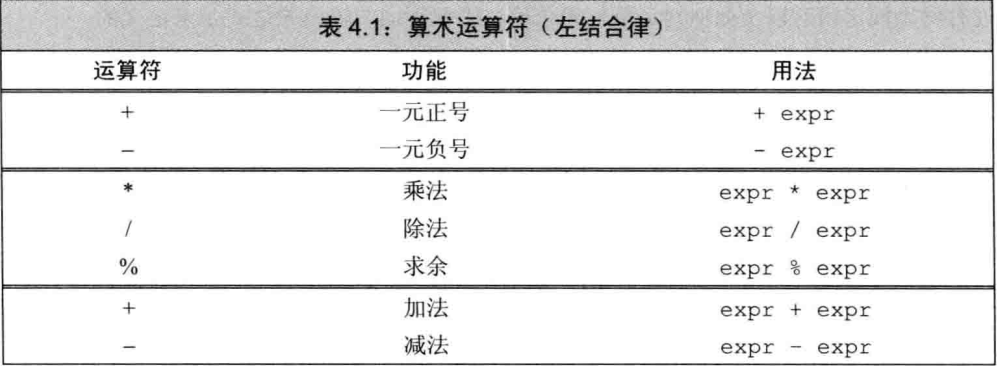 表 4.1：算术运算符（左结合律）
运算符 功能 用法
+ 一元正号 + expr
− 一元负号 - expr
* 乘法 expr * expr
/ 除法 expr / expr
% 求余 expr % expr
+ 加法 expr + expr
− 减法 expr - expr